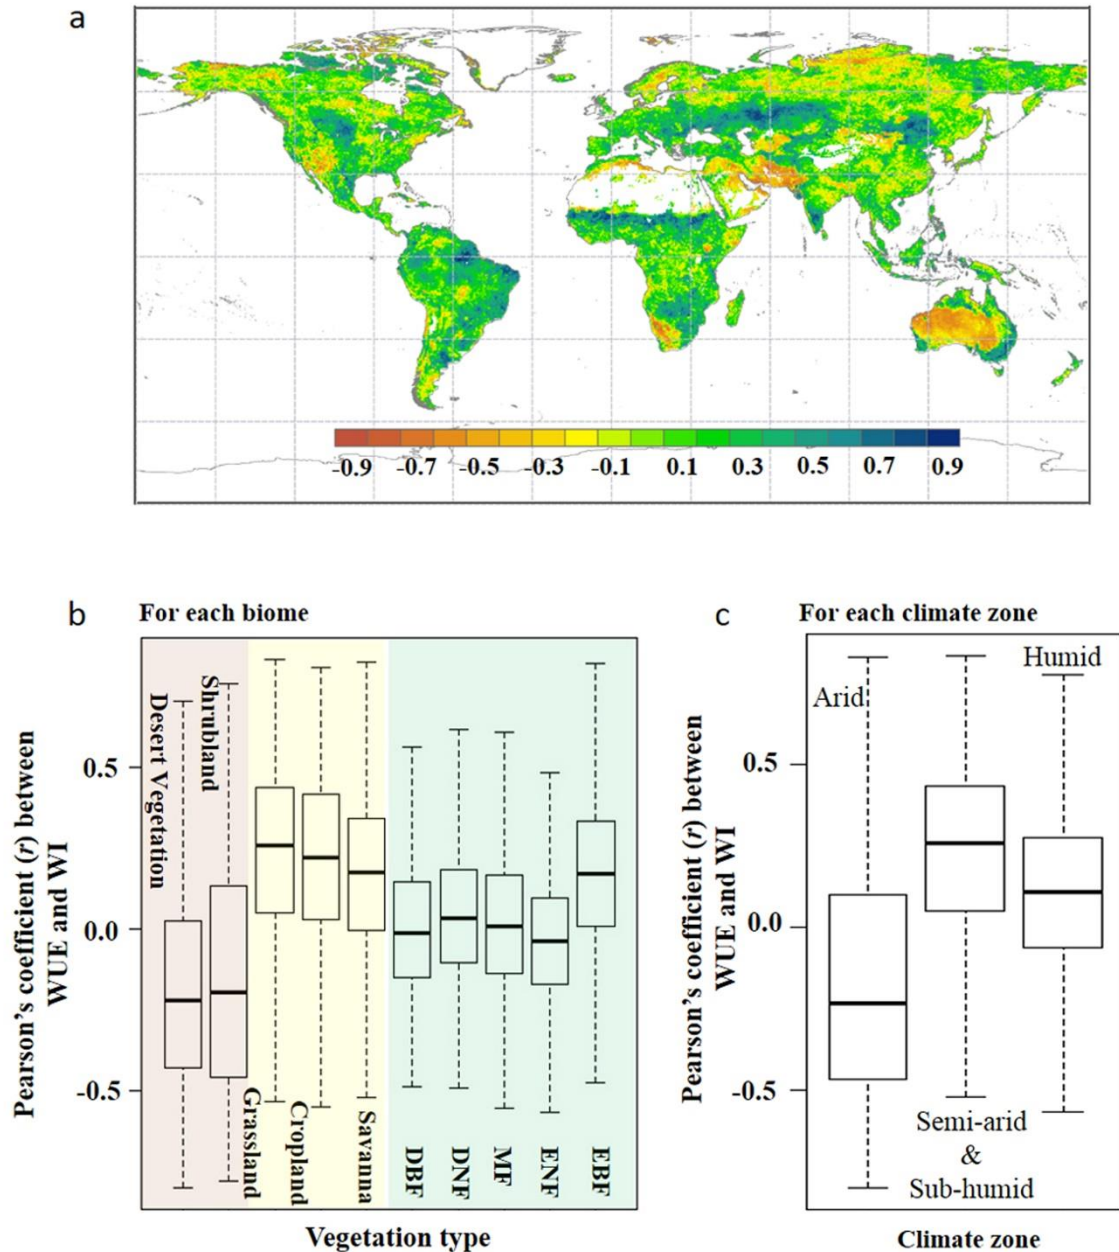 a
-0.9 -0.7 -0.5 -0.3 -0.1 0.1 0.3 0.5 0.7 0.9
b For each biome
Pearson's coefficient (r) between
WUE and WI
0.5
0.0
-0.5
Desert Vegetation
Shrubland
Grassland
Cropland
Savanna
DBF
DNF
MF
ENF
EBF
Vegetation type
c For each climate zone
Pearson's coefficient (r) between
WUE and WI
0.5
0.0
-0.5
Arid
Humid
Semi-arid
&
Sub-humid
Climate zone